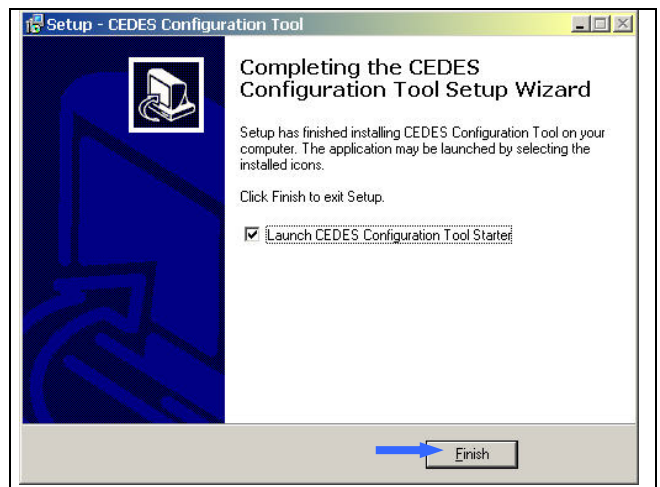 Setup - CEDES Configuration Tool
Completing the CEDES
Configuration Tool Setup Wizard
Setup has finished installing CEDES Configuration Tool on your
computer. The application may be launched by selecting the
installed icons.
Click Finish to exit Setup.
Launch CEDES Configuration Tool Starter
Finish